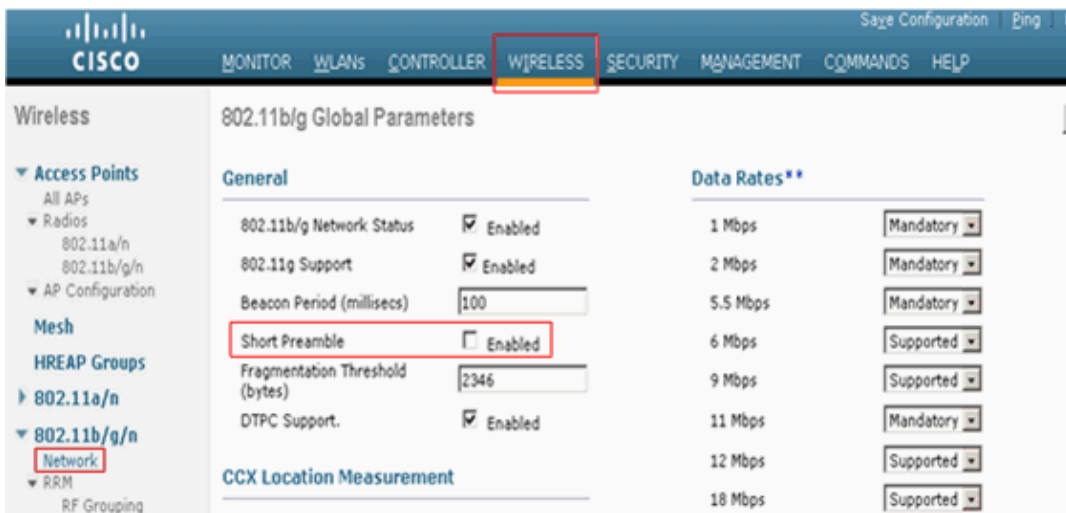 Save Configuration | Ping
CISCO
MONITOR WLANs CONTROLLER WIRELESS SECURITY MANAGEMENT COMMANDS HELP
Wireless
Access Points
All APs
Radios
802.11a/n
802.11b/g/n
AP Configuration
Mesh
HREAP Groups
802.11a/n
802.11b/g/n
Network
RRM
RF Grouping
802.11b/g Global Parameters
General
802.11b/g Network Status Enabled
802.11g Support Enabled
Beacon Period (millisecs) 100
Short Preamble Enabled
Fragmentation Threshold
(bytes) 2346
DTPC Support. Enabled
CCX Location Measurement
Data Rates**
1 Mbps Mandatory
2 Mbps Mandatory
5.5 Mbps Mandatory
6 Mbps Supported
9 Mbps Supported
11 Mbps Mandatory
12 Mbps Supported
18 Mbps Supported